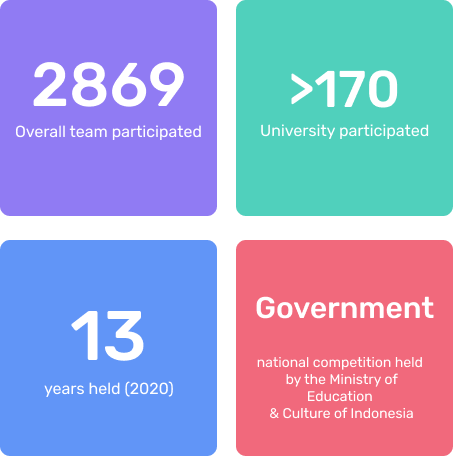 2869
Overall team participated
>170
University participated
13
years held (2020)
Government
national competition held
by the Ministry of
Education
& Culture of Indonesia